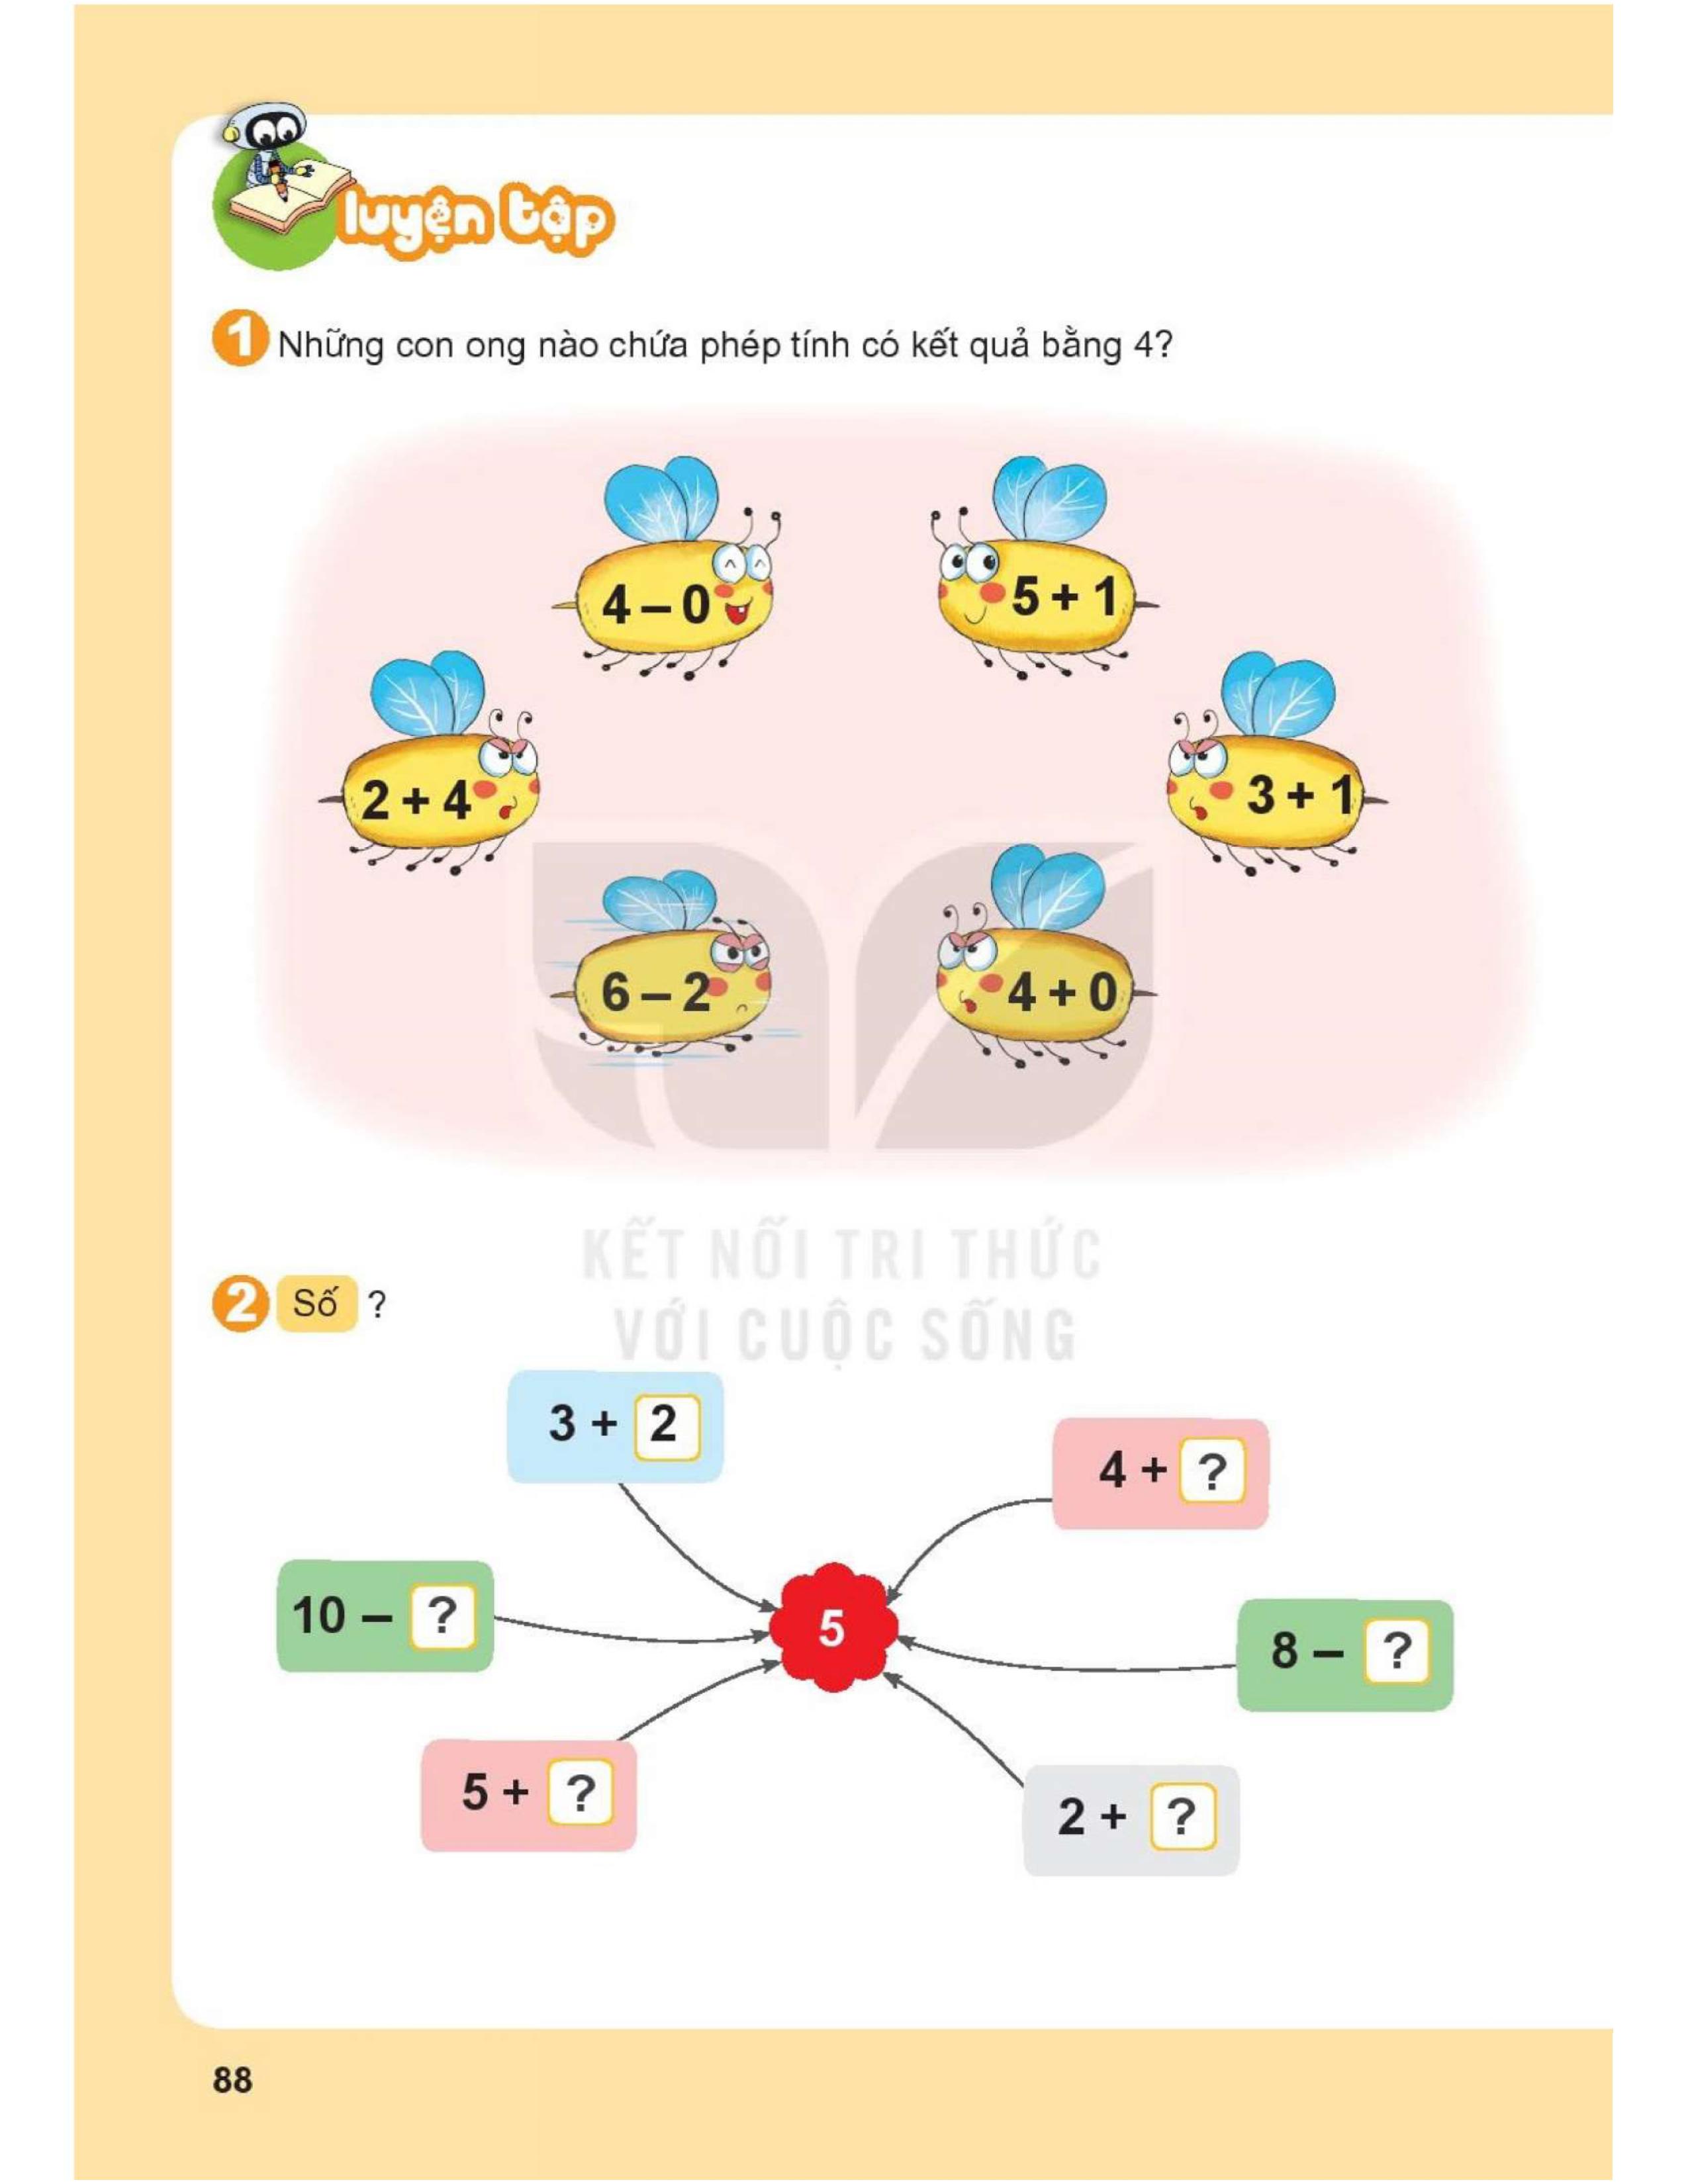 luyện tập
1 Những con ong nào chứa phép tính có kết quả bằng 4?
4 – 0
5 + 1
2 + 4
3 + 1
6 – 2
4 + 0
KẾT NỐI TRI THỨC
VỚI CUỘC SỐNG
2 Số ?
3 + 2
4 + ?
10 – ?
5
8 – ?
5 + ?
2 + ?
88